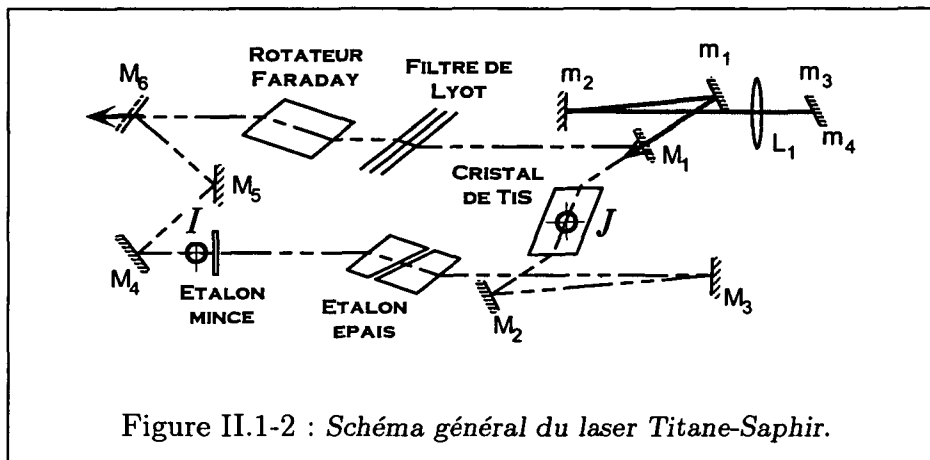 ROTATEUR
FARADAY
FILTRE DE
LYOT
M6
m2
m1
m3
m4
L1
M1
CRISTAL
DE TIS
J
M5
I
M4
M3
M2
ETALON
MINCE
ETALON
EPAIS
Figure II.1-2 : Schéma général du laser Titane-Saphir.